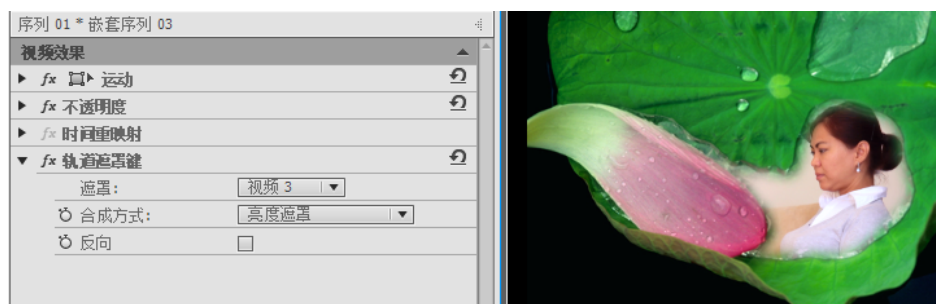 序列 01 * 嵌套序列 03
视频效果
fx 运动
fx 不透明度
fx 时间重映射
fx 轨道遮罩键
遮罩: 视频 3
合成方式: 亮度遮罩
反向